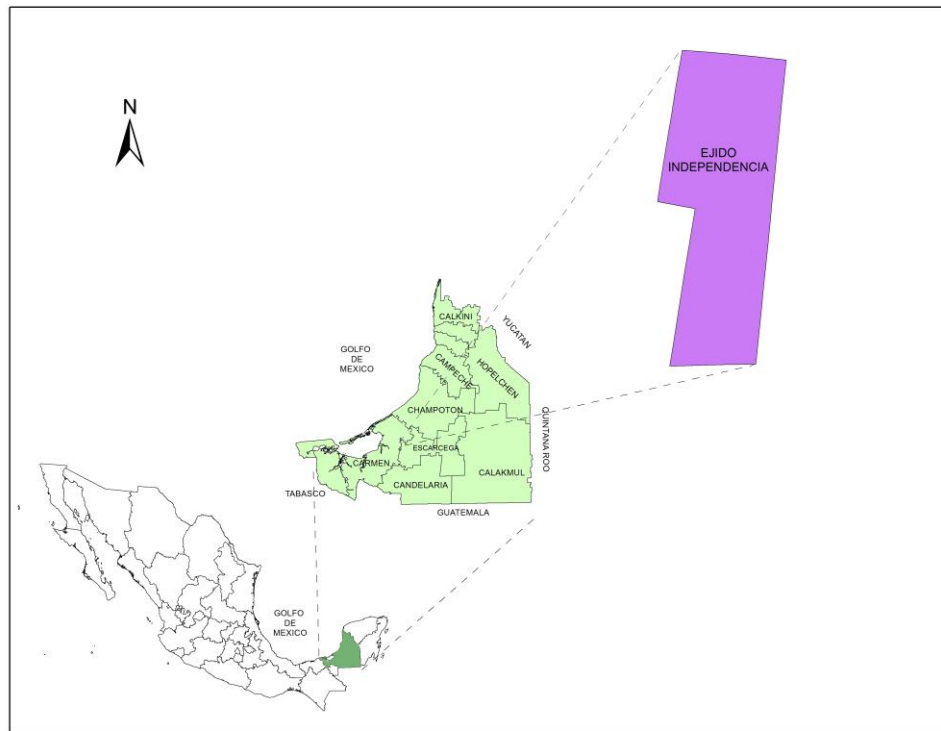 N
EJIDO
INDEPENDENCIA
CALKINI
YUCATAN
GOLFO
DE
MEXICO
CAMPECHE
HOPELCHEN
CHAMPOTON
QUINTANA ROO
ESCARCEGA
CARMEN
CALAKMUL
CANDELARIA
TABASCO
GUATEMALA
GOLFO
DE
MEXICO